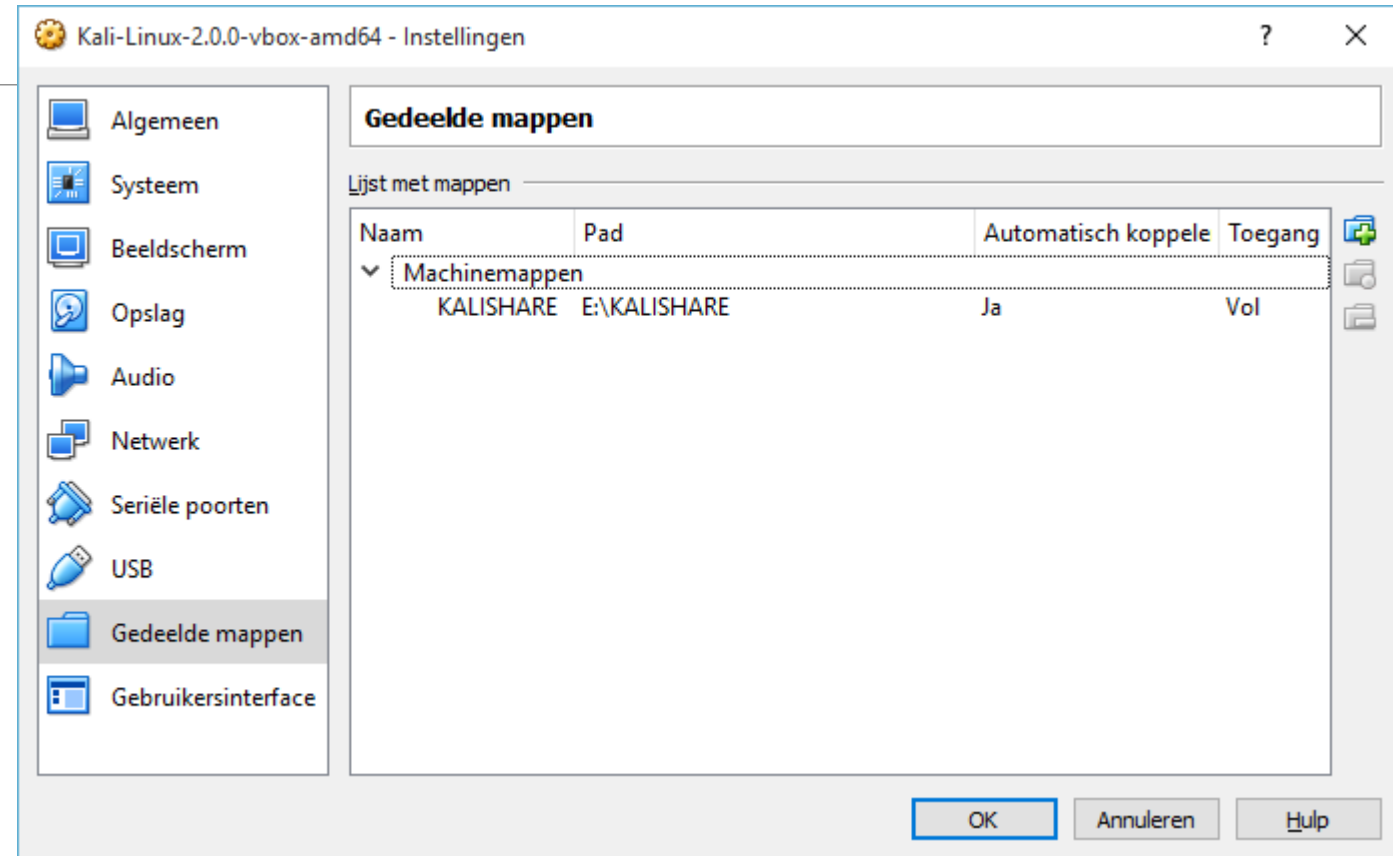 Kali-Linux-2.0.0-vbox-amd64 - Instellingen ?
Algemeen
Systeem
Beeldscherm
Opslag
Audio
Netwerk
Seriële poorten
USB
Gedeelde mappen
Gebruikersinterface
Gedeelde mappen
Lijst met mappen
Naam Pad Automatisch koppele Toegang
Machinemappen
KALISHARE E:\KALISHARE Ja Vol
OK Annuleren Hulp